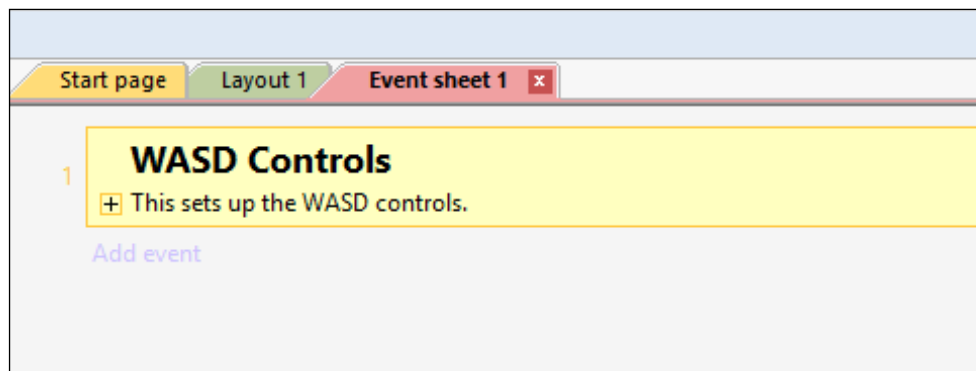 Start page Layout 1 Event sheet 1 x
1 WASD Controls
+ This sets up the WASD controls.
Add event